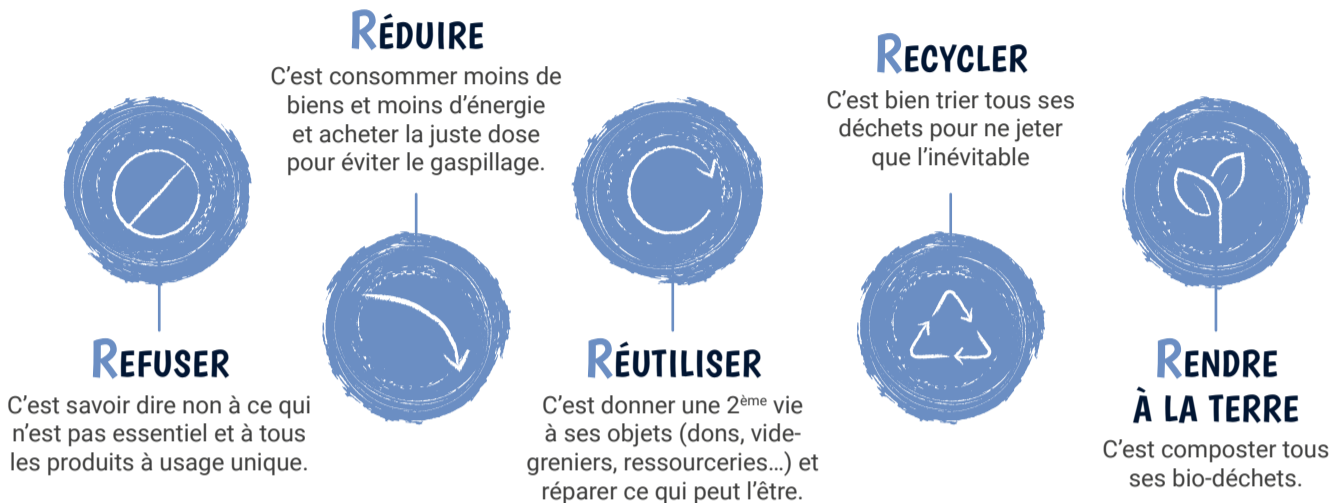 REFUSER
C'est savoir dire non à ce qui
n'est pas essentiel et à tous
les produits à usage unique.
RÉDUIRE
C'est consommer moins de
biens et moins d'énergie
et acheter la juste dose
pour éviter le gaspillage.
RÉUTILISER
C'est donner une 2ème vie
à ses objets (dons, vide-
greniers, ressourceries…) et
réparer ce qui peut l'être.
RECYCLER
C'est bien trier tous ses
déchets pour ne jeter
que l'inévitable
RENDRE
À LA TERRE
C'est composter tous
ses bio-déchets.